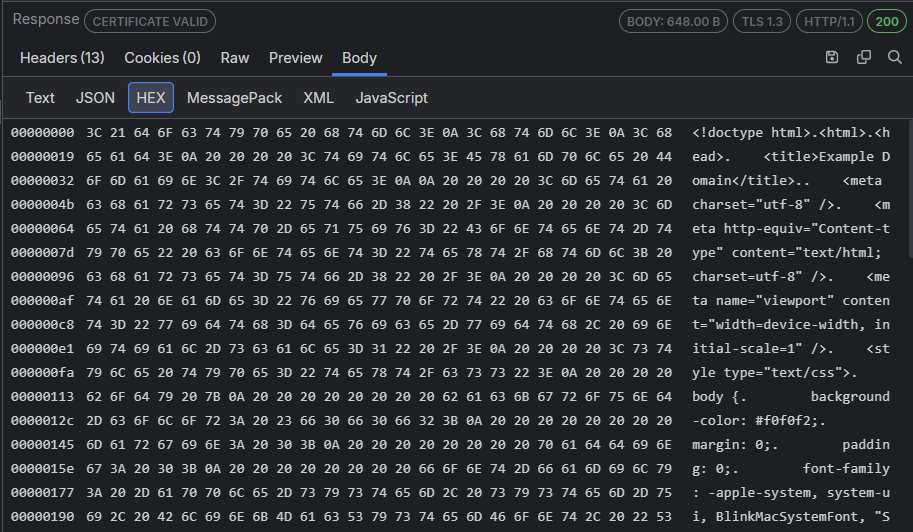 Response CERTIFICATE VALID BODY: 648.00 B TLS 1.3 HTTP/1.1 200
Headers (13) Cookies (0) Raw Preview Body
Text JSON HEX MessagePack XML JavaScript
00000000 3C 21 64 6F 63 74 79 70 65 20 68 74 6D 6C 3E 0A 3C 68 74 6D 6C 3E 0A 3C 68 <!doctype html>.<html>.<h
00000019 65 61 64 3E 0A 20 20 20 20 3C 74 69 74 6C 65 3E 45 78 61 6D 70 6C 65 20 44 ead>.    <title>Example D
00000032 6F 6D 61 69 6E 3C 2F 74 69 74 6C 65 3E 0A 0A 20 20 20 20 3C 6D 65 74 61 20 omain</title>..    <meta
0000004b 63 68 61 72 73 65 74 3D 22 75 74 66 2D 38 22 20 2F 3E 0A 20 20 20 20 3C 6D charset="utf-8" />.    <m
00000064 65 74 61 20 68 74 74 70 2D 65 71 75 69 76 3D 22 43 6F 6E 74 65 6E 74 2D 74 eta http-equiv="Content-t
0000007d 79 70 65 22 20 63 6F 6E 74 65 6E 74 3D 22 74 65 78 74 2F 68 74 6D 6C 3B 20 ype" content="text/html;
00000096 63 68 61 72 73 65 74 3D 75 74 66 2D 38 22 20 2F 3E 0A 20 20 20 20 3C 6D 65 charset=utf-8" />.    <me
000000af 74 61 20 6E 61 6D 65 3D 22 76 69 65 77 70 6F 72 74 22 20 63 6F 6E 74 65 6E ta name="viewport" conten
000000c8 74 3D 22 77 69 64 74 68 3D 64 65 76 69 63 65 2D 77 69 64 74 68 2C 20 69 6E t="width=device-width, in
000000e1 69 74 69 61 6C 2D 73 63 61 6C 65 3D 31 22 20 2F 3E 0A 20 20 20 20 3C 73 74 itial-scale=1" />.    <st
000000fa 79 6C 65 20 74 79 70 65 3D 22 74 65 78 74 2F 63 73 73 22 3E 0A 20 20 20 20 yle type="text/css">.
00000113 62 6F 64 79 20 7B 0A 20 20 20 20 20 20 20 20 62 61 63 6B 67 72 6F 75 6E 64 body {.        background
0000012c 2D 63 6F 6C 6F 72 3A 20 23 66 30 66 30 66 32 3B 0A 20 20 20 20 20 20 20 20 -color: #f0f0f2;.
00000145 6D 61 72 67 69 6E 3A 20 30 3B 0A 20 20 20 20 20 20 20 20 70 61 64 64 69 6E margin: 0;.        paddin
0000015e 67 3A 20 30 3B 0A 20 20 20 20 20 20 20 20 66 6F 6E 74 2D 66 61 6D 69 6C 79 g: 0;.        font-family
00000177 3A 20 2D 61 70 70 6C 65 2D 73 79 73 74 65 6D 2C 20 73 79 73 74 65 6D 2D 75 : -apple-system, system-u
00000190 69 2C 20 42 6C 69 6E 6B 4D 61 63 53 79 73 74 65 6D 46 6F 6E 74 2C 20 22 53 i, BlinkMacSystemFont, "S